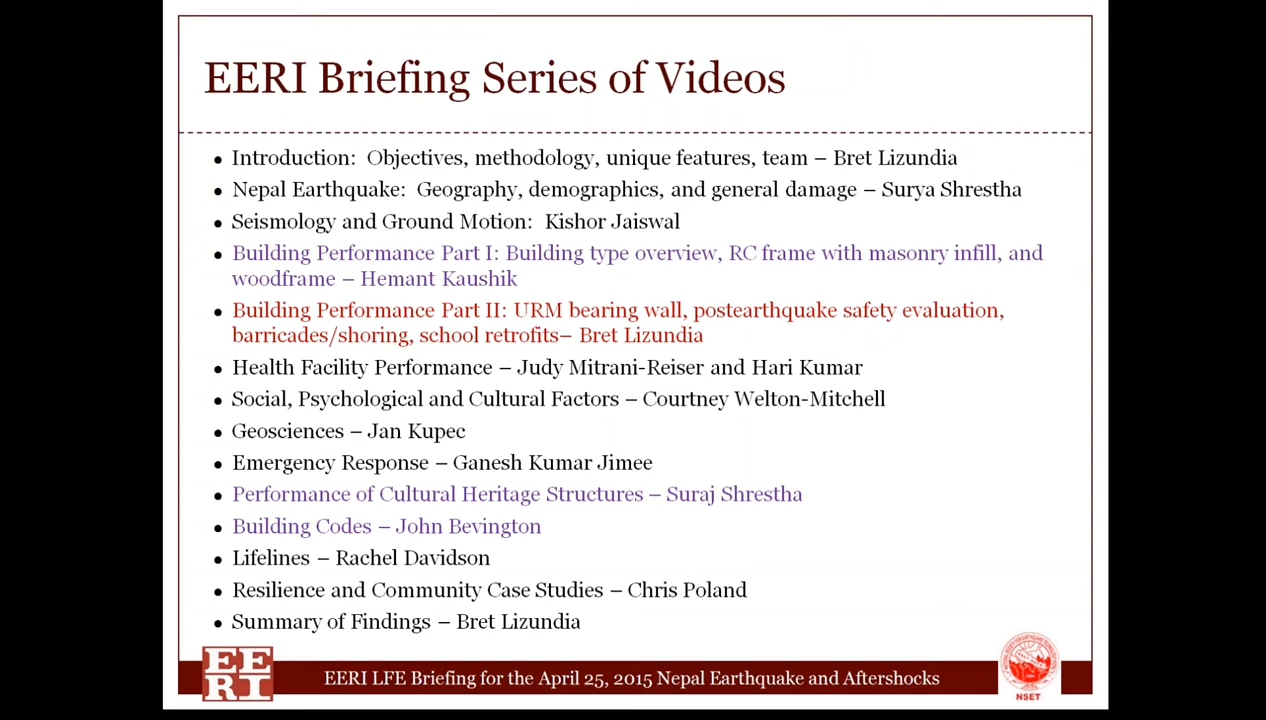 EERI Briefing Series of Videos
• Introduction: Objectives, methodology, unique features, team – Bret Lizundia
• Nepal Earthquake: Geography, demographics, and general damage – Surya Shrestha
• Seismology and Ground Motion: Kishor Jaiswal
• Building Performance Part I: Building type overview, RC frame with masonry infill, and
woodframe – Hemant Kaushik
• Building Performance Part II: URM bearing wall, postearthquake safety evaluation,
barricades/shoring, school retrofits– Bret Lizundia
• Health Facility Performance – Judy Mitrani-Reiser and Hari Kumar
• Social, Psychological and Cultural Factors – Courtney Welton-Mitchell
• Geosciences – Jan Kupec
• Emergency Response – Ganesh Kumar Jimee
• Performance of Cultural Heritage Structures – Suraj Shrestha
• Building Codes – John Bevington
• Lifelines – Rachel Davidson
• Resilience and Community Case Studies – Chris Poland
• Summary of Findings – Bret Lizundia
EE
RI
EERI LFE Briefing for the April 25, 2015 Nepal Earthquake and Aftershocks
NSET